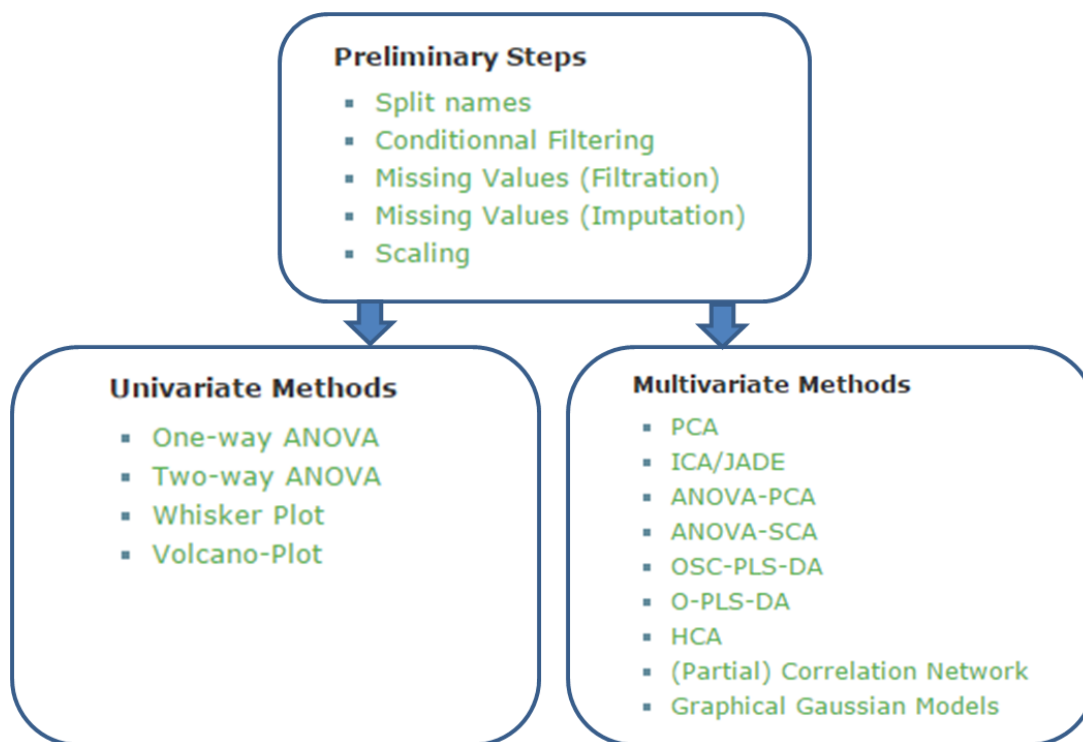 Preliminary Steps
Split names
Conditionnal Filtering
Missing Values (Filtration)
Missing Values (Imputation)
Scaling
Univariate Methods
One-way ANOVA
Two-way ANOVA
Whisker Plot
Volcano-Plot
Multivariate Methods
PCA
ICA/JADE
ANOVA-PCA
ANOVA-SCA
OSC-PLS-DA
O-PLS-DA
HCA
(Partial) Correlation Network
Graphical Gaussian Models